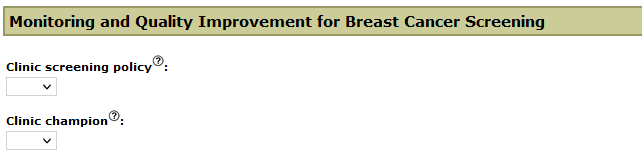 Monitoring and Quality Improvement for Breast Cancer Screening
Clinic screening policy?:
Clinic champion?: